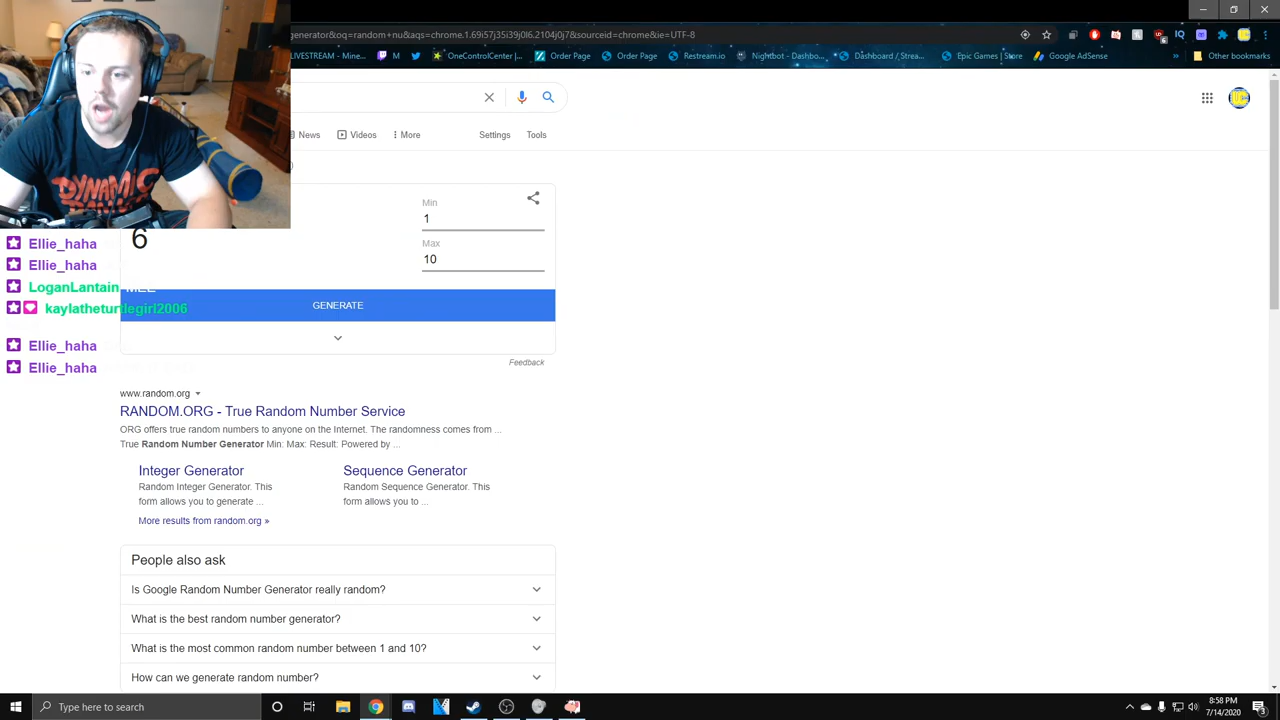 generator&oq=random+nu&aqs=chrome.1.69i57j35i39j0l6.2104j0j7&sourceid=chrome&ie=UTF-8
LIVESTREAM - Mine...
M
OneControlCenter |...
Order Page
Order Page
Restream.io
Nightbot - Dashbo...
Dashboard / Strea...
Epic Games | Store
Google AdSense
Other bookmarks
News
Videos
More
Settings
Tools
DYNAMIC
6
Min
1
Max
10
GENERATE
Feedback
Ellie_haha
Ellie_haha
LoganLantain MEE
kaylatheturtlegirl2006
Ellie_haha
Ellie_haha
www.random.org
RANDOM.ORG - True Random Number Service
ORG offers true random numbers to anyone on the Internet. The randomness comes from ...
True Random Number Generator Min: Max: Result: Powered by ...
Integer Generator
Random Integer Generator. This
form allows you to generate ...
Sequence Generator
Random Sequence Generator. This
form allows you to ...
More results from random.org »
People also ask
Is Google Random Number Generator really random?
What is the best random number generator?
What is the most common random number between 1 and 10?
How can we generate random number?
Type here to search
8:58 PM
7/14/2020
3